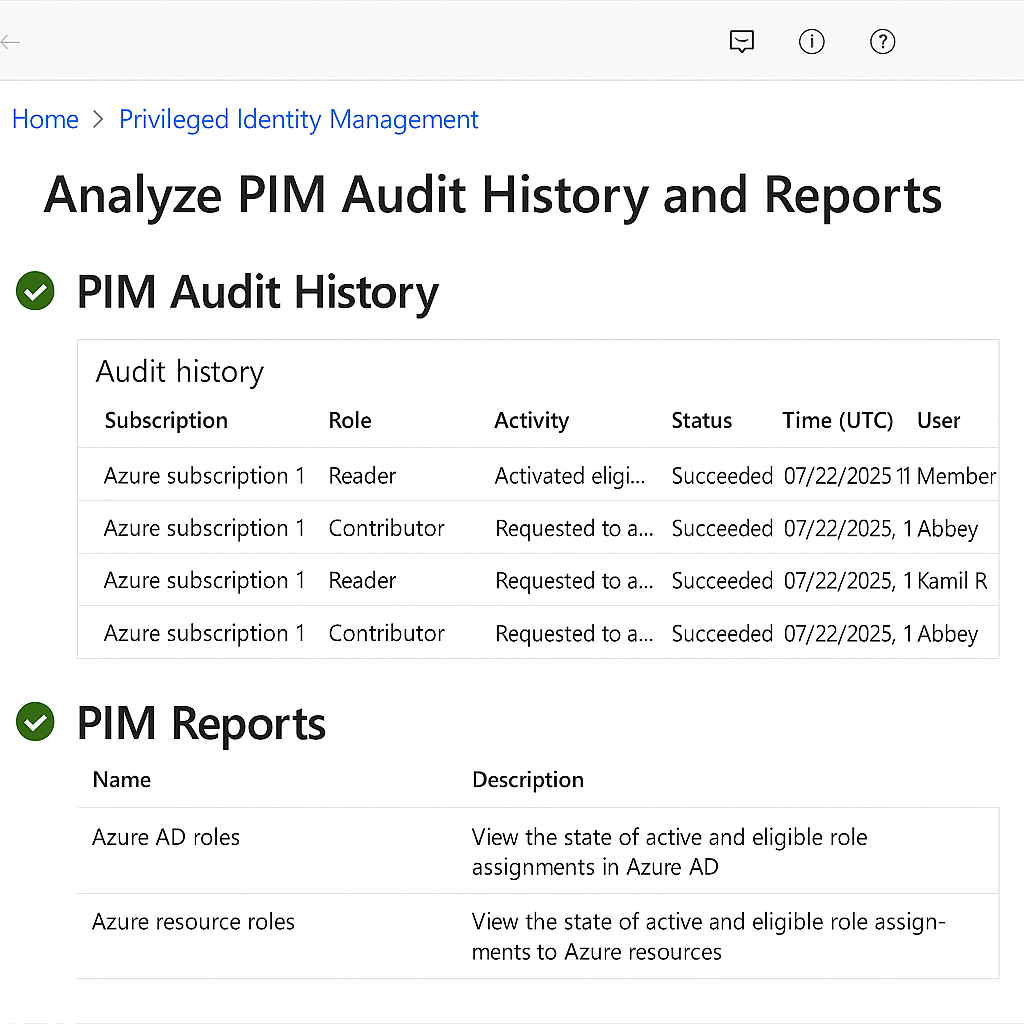 Home > Privileged Identity Management
Analyze PIM Audit History and Reports
PIM Audit History
Audit history
Subscription Role Activity Status Time (UTC) User
Azure subscription 1 Reader Activated eligi... Succeeded 07/22/2025 11 Member
Azure subscription 1 Contributor Requested to a... Succeeded 07/22/2025, 1 Abbey
Azure subscription 1 Reader Requested to a... Succeeded 07/22/2025, 1 Kamil R
Azure subscription 1 Contributor Requested to a... Succeeded 07/22/2025, 1 Abbey
PIM Reports
Name Description
Azure AD roles View the state of active and eligible role
assignments in Azure AD
Azure resource roles View the state of active and eligible role assign-
ments to Azure resources